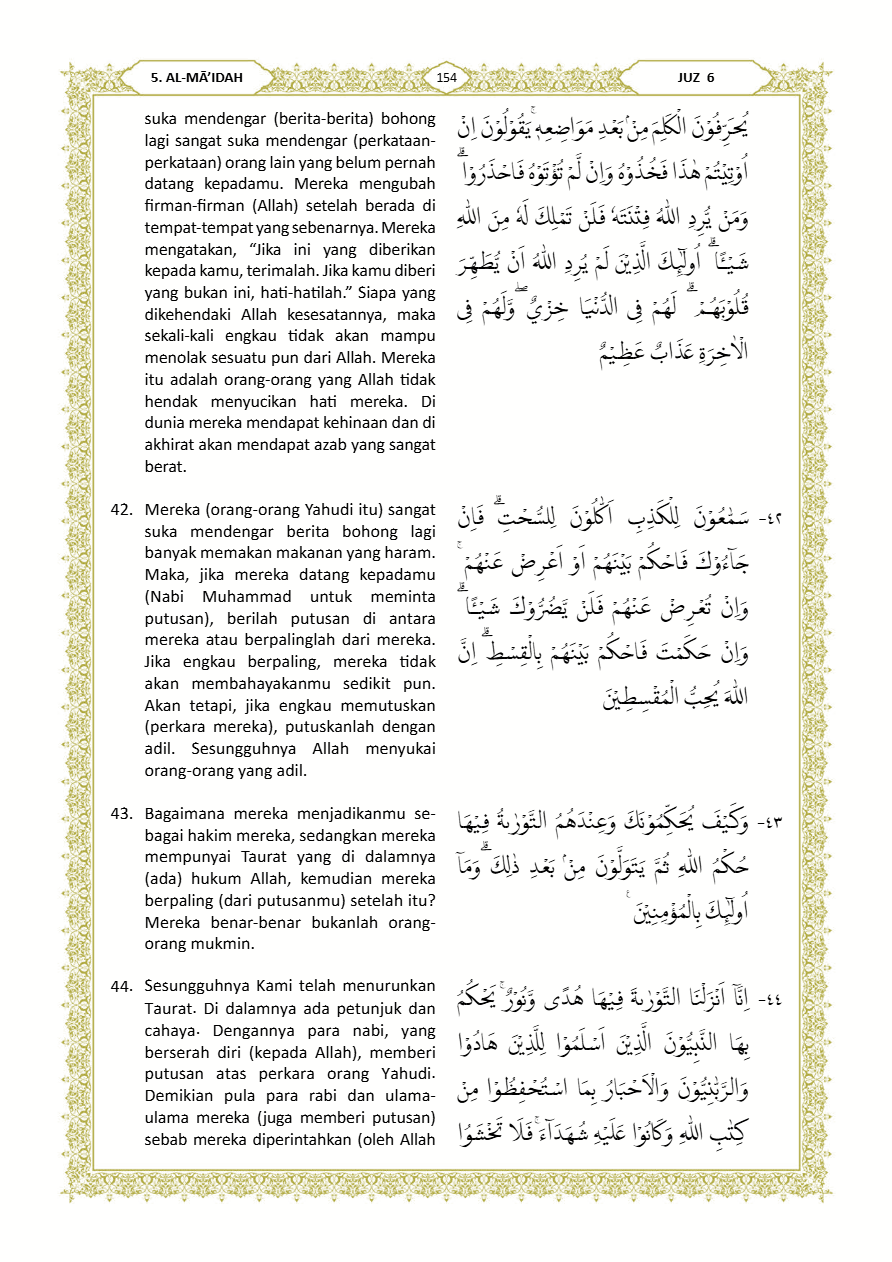 5. AL-MĀ’IDAH
154
JUZ 6
suka mendengar (berita-berita) bohong
lagi sangat suka mendengar (perkataan-
perkataan) orang lain yang belum pernah
datang kepadamu. Mereka mengubah
firman-firman (Allah) setelah berada di
tempat-tempat yang sebenarnya. Mereka
mengatakan, “Jika ini yang diberikan
kepada kamu, terimalah. Jika kamu diberi
yang bukan ini, hati-hatilah.” Siapa yang
dikehendaki Allah kesesatannya, maka
sekali-kali engkau tidak akan mampu
menolak sesuatu pun dari Allah. Mereka
itu adalah orang-orang yang Allah tidak
hendak menyucikan hati mereka. Di
dunia mereka mendapat kehinaan dan di
akhirat akan mendapat azab yang sangat
berat.
يُحَرِّفُوْنَ الْكَلِمَ مِنْۢ بَعْدِ مَوَاضِعِهٖۚ يَقُوْلُوْنَ اِنْ
اُوْتِيْتُمْ هٰذَا فَخُذُوْهُ وَاِنْ لَّمْ تُؤْتَوْهُ فَاحْذَرُوْاۗ
وَمَنْ يُّرِدِ اللّٰهُ فِتْنَتَهٗ فَلَنْ تَمْلِكَ لَهٗ مِنَ اللّٰهِ
شَيْـًٔاۗ اُولٰۤىِٕكَ الَّذِيْنَ لَمْ يُرِدِ اللّٰهُ اَنْ يُّطَهِّرَ
قُلُوْبَهُمْۗ لَهُمْ فِى الدُّنْيَا خِزْيٌۖ وَّلَهُمْ فِى
الْاٰخِرَةِ عَذَابٌ عَظِيْمٌ
42. Mereka (orang-orang Yahudi itu) sangat
suka mendengar berita bohong lagi
banyak memakan makanan yang haram.
Maka, jika mereka datang kepadamu
(Nabi Muhammad untuk meminta
putusan), berilah putusan di antara
mereka atau berpalinglah dari mereka.
Jika engkau berpaling, mereka tidak
akan membahayakanmu sedikit pun.
Akan tetapi, jika engkau memutuskan
(perkara mereka), putuskanlah dengan
adil. Sesungguhnya Allah menyukai
orang-orang yang adil.
٤٢- سَمّٰعُوْنَ لِلْكَذِبِ اَكّٰلُوْنَ لِلسُّحْتِۗ فَاِنْ
جَاۤءُوْكَ فَاحْكُمْ بَيْنَهُمْ اَوْ اَعْرِضْ عَنْهُمْۚ
وَاِنْ تُعْرِضْ عَنْهُمْ فَلَنْ يَّضُرُّوْكَ شَيْـًٔاۗ
وَاِنْ حَكَمْتَ فَاحْكُمْ بَيْنَهُمْ بِالْقِسْطِۗ اِنَّ
اللّٰهَ يُحِبُّ الْمُقْسِطِيْنَ
43. Bagaimana mereka menjadikanmu se-
bagai hakim mereka, sedangkan mereka
mempunyai Taurat yang di dalamnya
(ada) hukum Allah, kemudian mereka
berpaling (dari putusanmu) setelah itu?
Mereka benar-benar bukanlah orang-
orang mukmin.
٤٣- وَكَيْفَ يُحَكِّمُوْنَكَ وَعِنْدَهُمُ التَّوْرٰىةُ فِيْهَا
حُكْمُ اللّٰهِ ثُمَّ يَتَوَلَّوْنَ مِنْۢ بَعْدِ ذٰلِكَۗ وَمَآ
اُولٰۤىِٕكَ بِالْمُؤْمِنِيْنَ ࣖ
44. Sesungguhnya Kami telah menurunkan
Taurat. Di dalamnya ada petunjuk dan
cahaya. Dengannya para nabi, yang
berserah diri (kepada Allah), memberi
putusan atas perkara orang Yahudi.
Demikian pula para rabi dan ulama-
ulama mereka (juga memberi putusan)
sebab mereka diperintahkan (oleh Allah
٤٤- اِنَّآ اَنْزَلْنَا التَّوْرٰىةَ فِيْهَا هُدًى وَّنُوْرٌۚ يَحْكُمُ
بِهَا النَّبِيُّوْنَ الَّذِيْنَ اَسْلَمُوْا لِلَّذِيْنَ هَادُوْا
وَالرَّبّٰنِيُّوْنَ وَالْاَحْبَارُ بِمَا اسْتُحْفِظُوْا مِنْ
كِتٰبِ اللّٰهِ وَكَانُوْا عَلَيْهِ شُهَدَاۤءَۚ فَلَا تَخْشَوُا